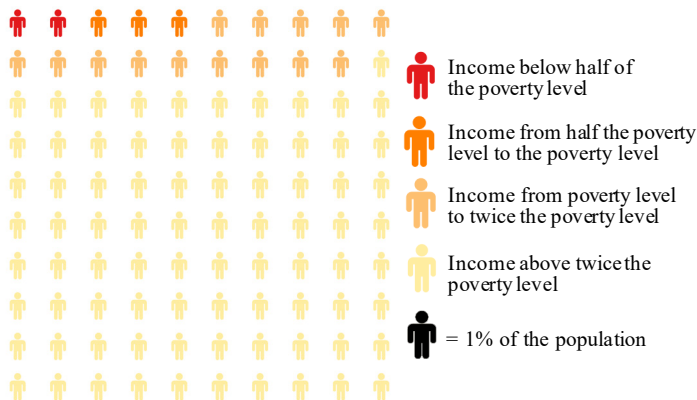 Income below half of
the poverty level
Income from half the poverty
level to the poverty level
Income from poverty level
to twice the poverty level
Income above twice the
poverty level
= 1% of the population